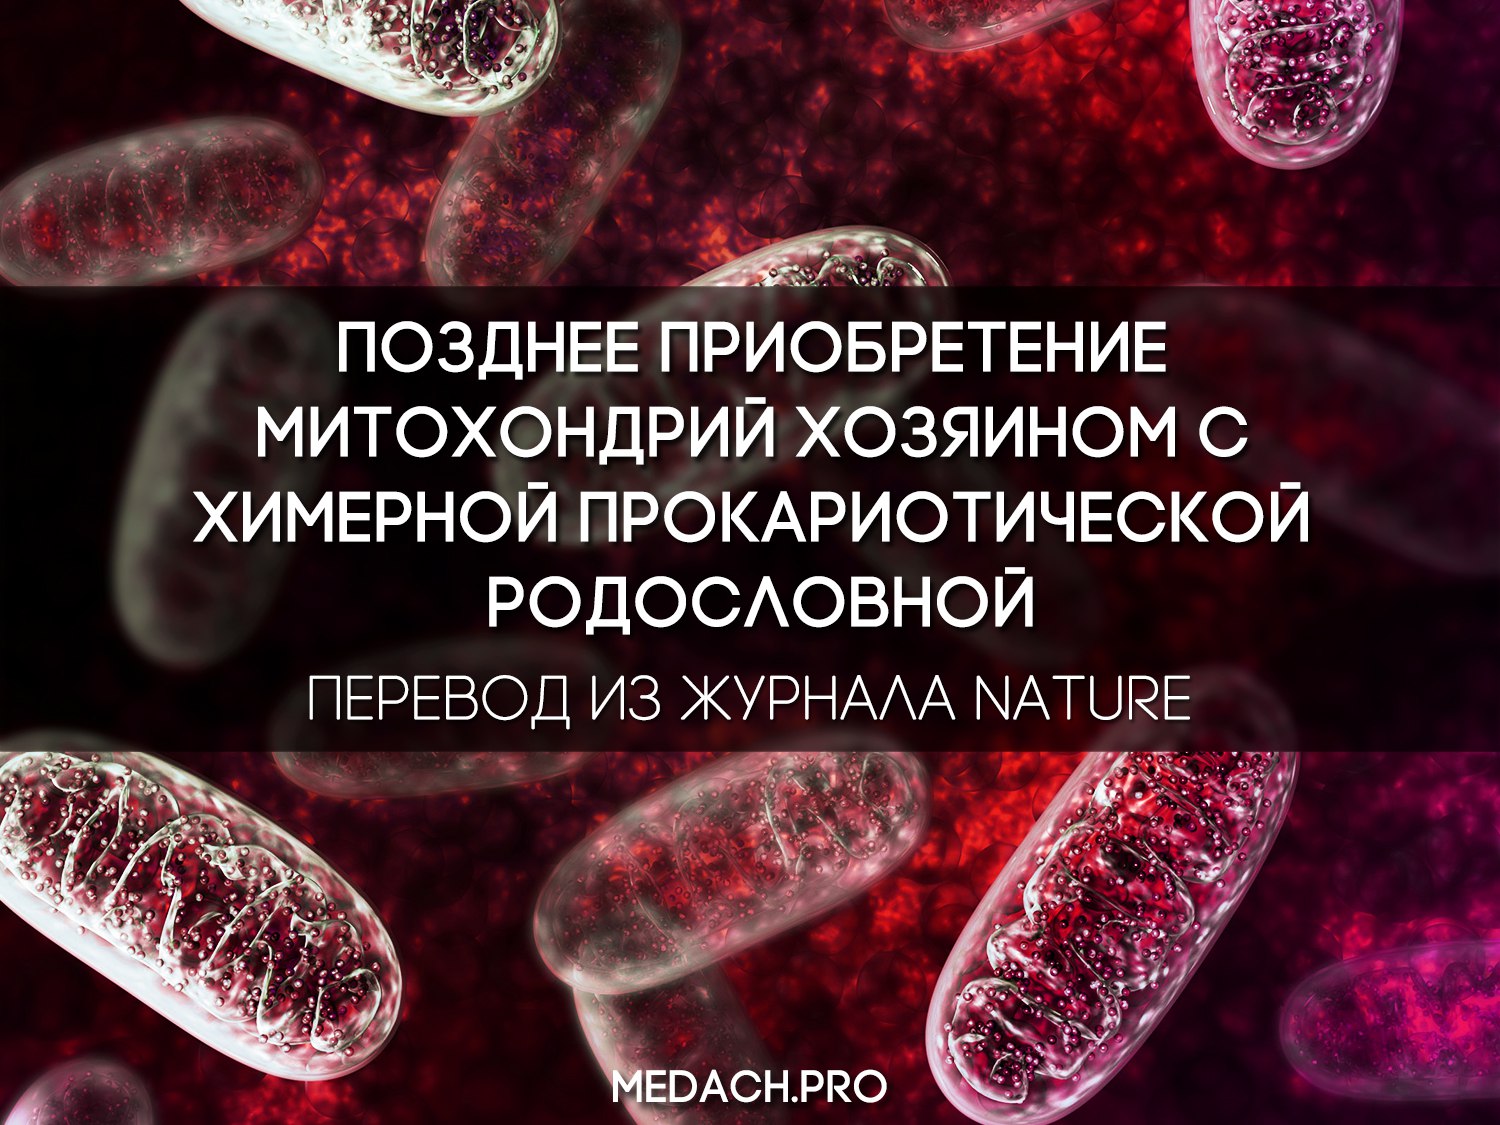 ПОЗДНЕЕ ПРИОБРЕТЕНИЕ
МИТОХОНДРИЙ ХОЗЯИНОМ С
ХИМЕРНОЙ ПРОКАРИОТИЧЕСКОЙ
РОДОСЛОВНОЙ
ПЕРЕВОД ИЗ ЖУРНАЛА NATURE
MEDACH.PRO